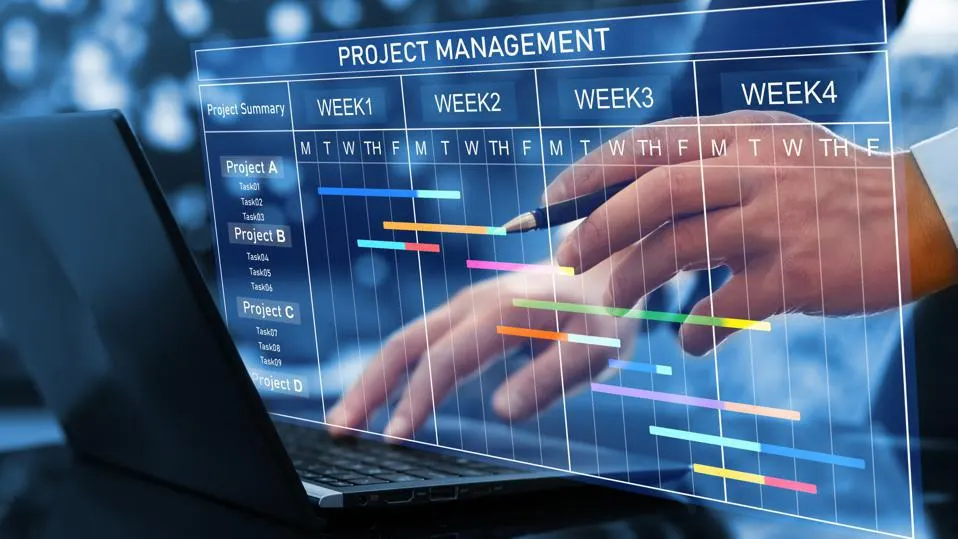 PROJECT MANAGEMENT
Project Summary WEEK1 WEEK2 WEEK3 WEEK4
M T W TH F M T W TH F M T W TH F M T W TH F
Project A
Task01
Task02
Task03
Project B
Task04
Task05
Task06
Project C
Task07
Task08
Task09
Project D